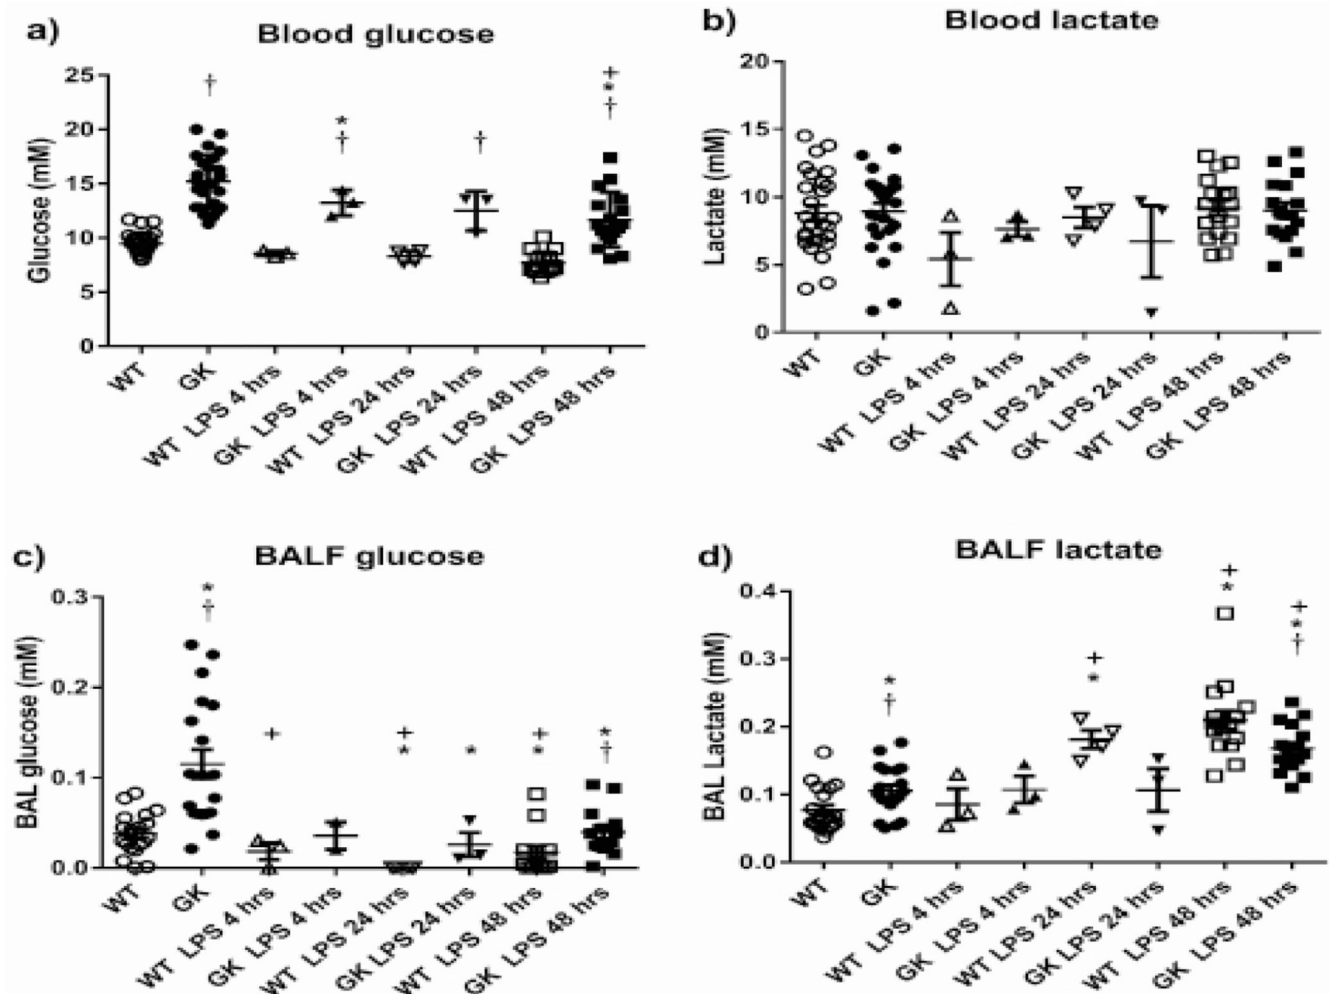 a)
Blood glucose
Glucose (mM)
25
20
15
10
5
0
†
*
†
†
+
*
†
WT
GK
WT LPS 4 hrs
GK LPS 4 hrs
WT LPS 24 hrs
GK LPS 24 hrs
WT LPS 48 hrs
GK LPS 48 hrs
b)
Blood lactate
Lactate (mM)
20
15
10
5
0
WT
GK
WT LPS 4 hrs
GK LPS 4 hrs
WT LPS 24 hrs
GK LPS 24 hrs
WT LPS 48 hrs
GK LPS 48 hrs
c)
BALF glucose
BAL glucose (mM)
0.3
0.2
0.1
0.0
*
†
+
+
*
*
+
*
*
†
WT
GK
WT LPS 4 hrs
GK LPS 4 hrs
WT LPS 24 hrs
GK LPS 24 hrs
WT LPS 48 hrs
GK LPS 48 hrs
d)
BALF lactate
BAL Lactate (mM)
0.4
0.3
0.2
0.1
0.0
*
†
+
*
+
*
+
*
†
WT
GK
WT LPS 4 hrs
GK LPS 4 hrs
WT LPS 24 hrs
GK LPS 24 hrs
WT LPS 48 hrs
GK LPS 48 hrs